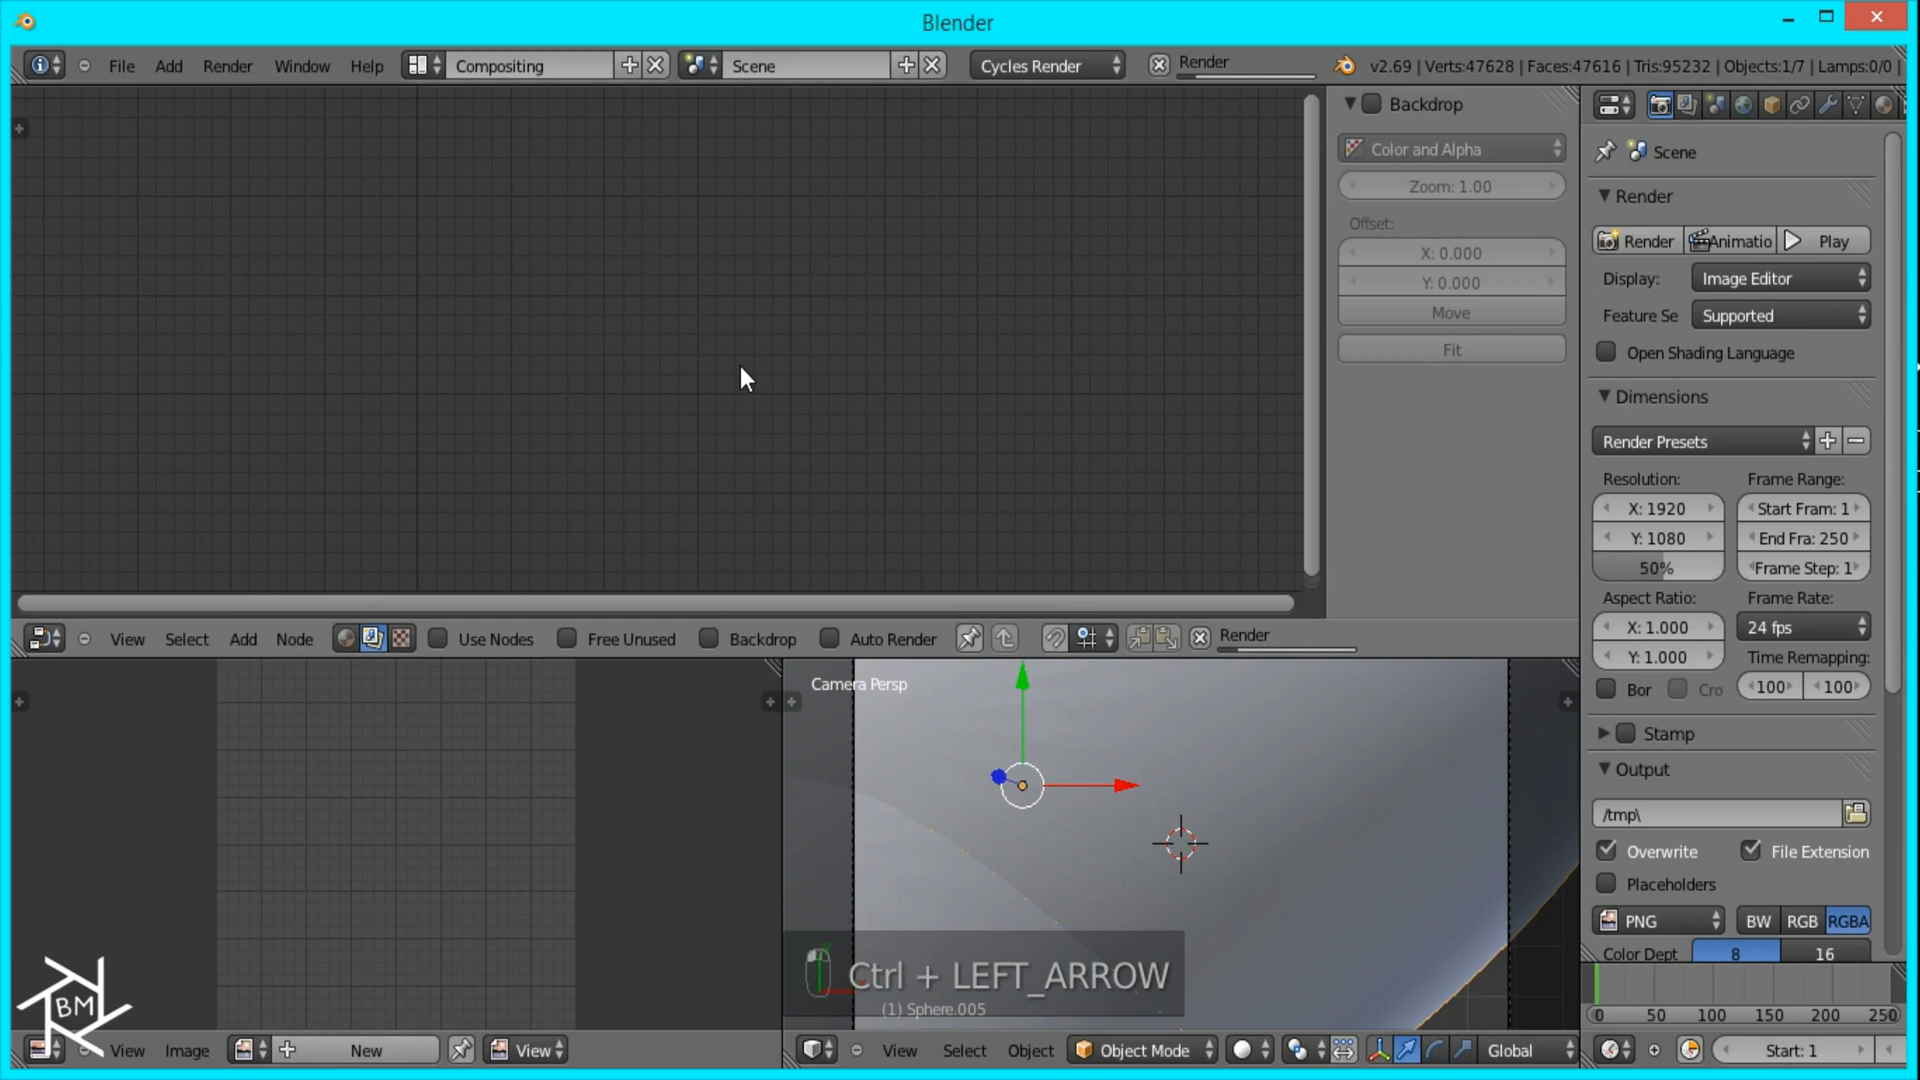 Blender
File Add Render Window Help Compositing Scene Cycles Render Render v2.69 | Verts:47628 | Faces:47616 | Tris:95232 | Objects:1/7 | Lamps:0/0 |
Backdrop
Color and Alpha
Zoom: 1.00
Offset:
X: 0.000
Y: 0.000
Move
Fit
Scene
Render
Render Animatio Play
Display: Image Editor
Feature Se Supported
Open Shading Language
Dimensions
Render Presets
Resolution: Frame Range:
X: 1920 Start Fram: 1
Y: 1080 End Fra: 250
50% Frame Step: 1
Aspect Ratio: Frame Rate:
X: 1.000 24 fps
Y: 1.000 Time Remapping:
Bor Cro 100 100
Stamp
Output
/tmp\
Overwrite File Extension
Placeholders
PNG BW RGB RGBA
Color Dept 8 16
View Select Add Node Use Nodes Free Unused Backdrop Auto Render Render
Camera Persp
Ctrl + LEFT_ARROW
(1) Sphere.005
BM
0 50 100 150 200 250
View Image New View
View Select Object Object Mode Global
Start: 1